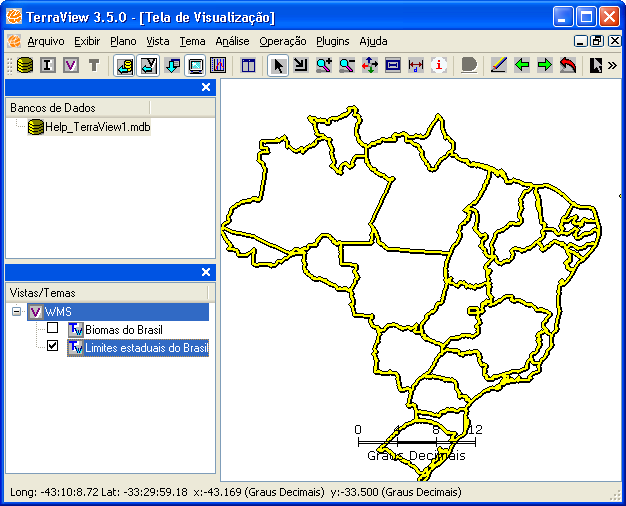 TerraView 3.5.0 - [Tela de Visualização]
Arquivo Exibir Plano Vista Tema Análise Operação Plugins Ajuda
Bancos de Dados
Help_TerraView1.mdb
Vistas/Temas
WMS
Biomas do Brasil
Limites estaduais do Brasil
0 4 8 12
Graus Decimais
Long: -43:10:8.72 Lat: -33:29:59.18 x:-43.169 (Graus Decimais) y:-33.500 (Graus Decimais)